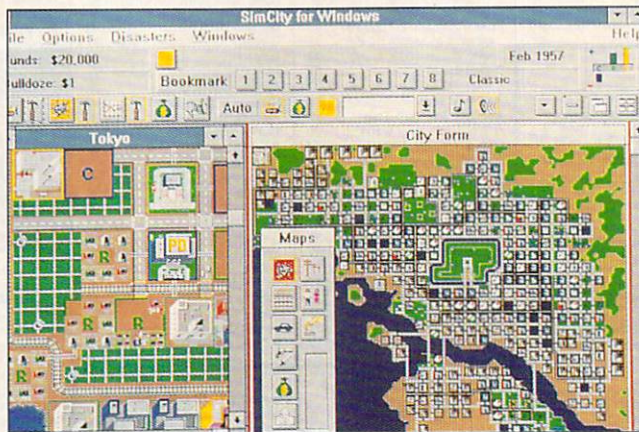 SimCity for Windows
ile Options Disasters Windows Help
unds: $20,000 Feb 1957
ulldoze: $1 Bookmark 1 2 3 4 5 6 7 8 Classic
Auto
Tokyo
City Form
C
PD
R
R
R
R
Maps